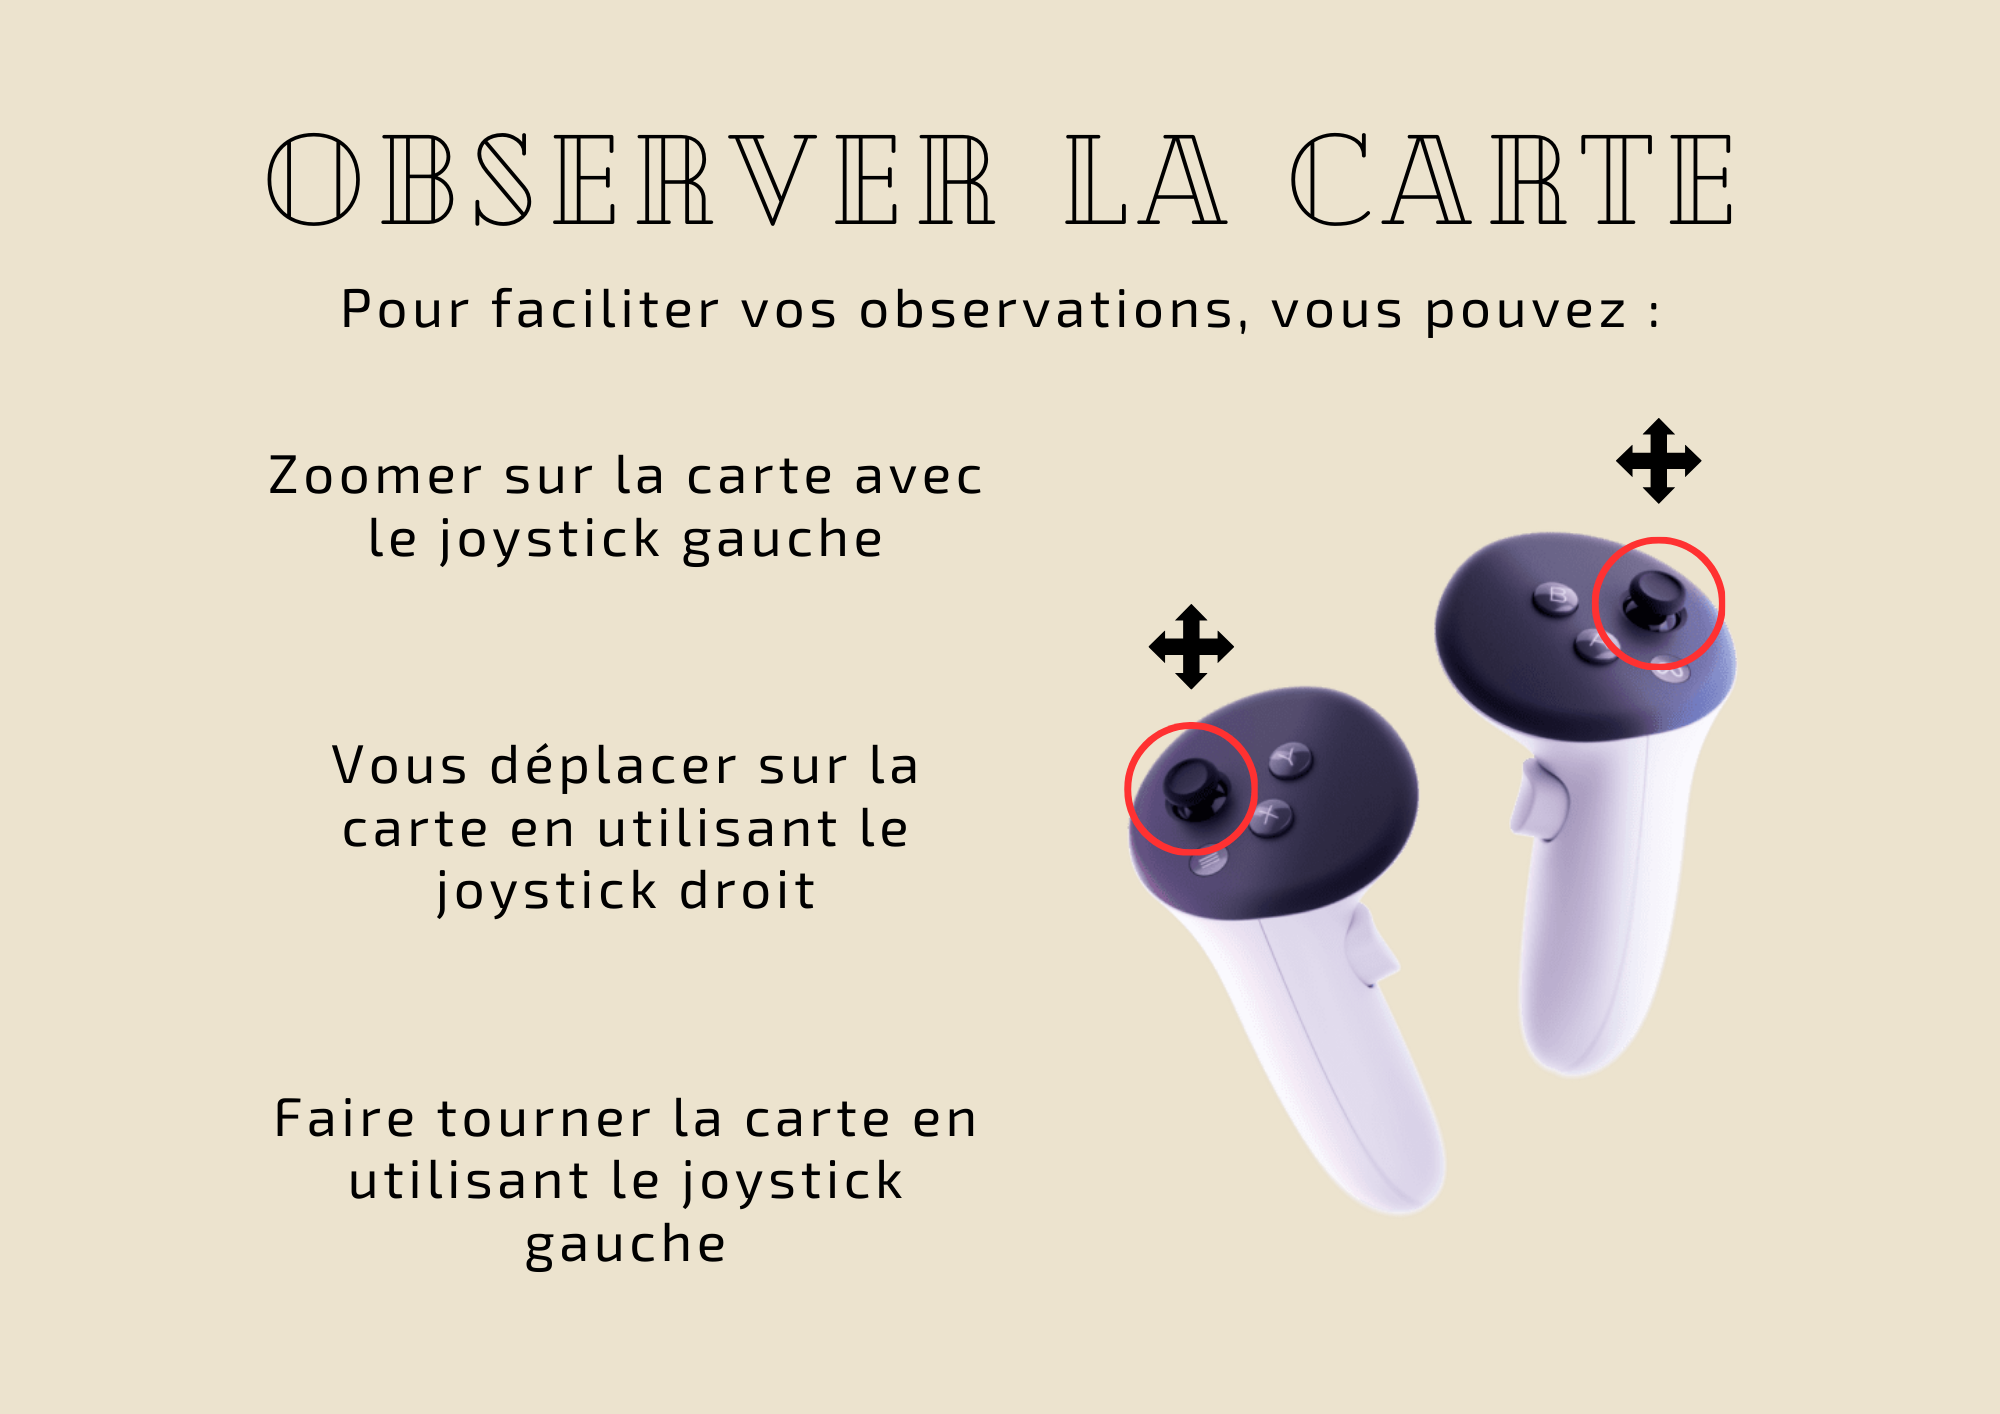 OBSERVER LA CARTE
Pour faciliter vos observations, vous pouvez :
Zoomer sur la carte avec
le joystick gauche
Vous déplacer sur la
carte en utilisant le
joystick droit
Faire tourner la carte en
utilisant le joystick
gauche
B
A
Y
X